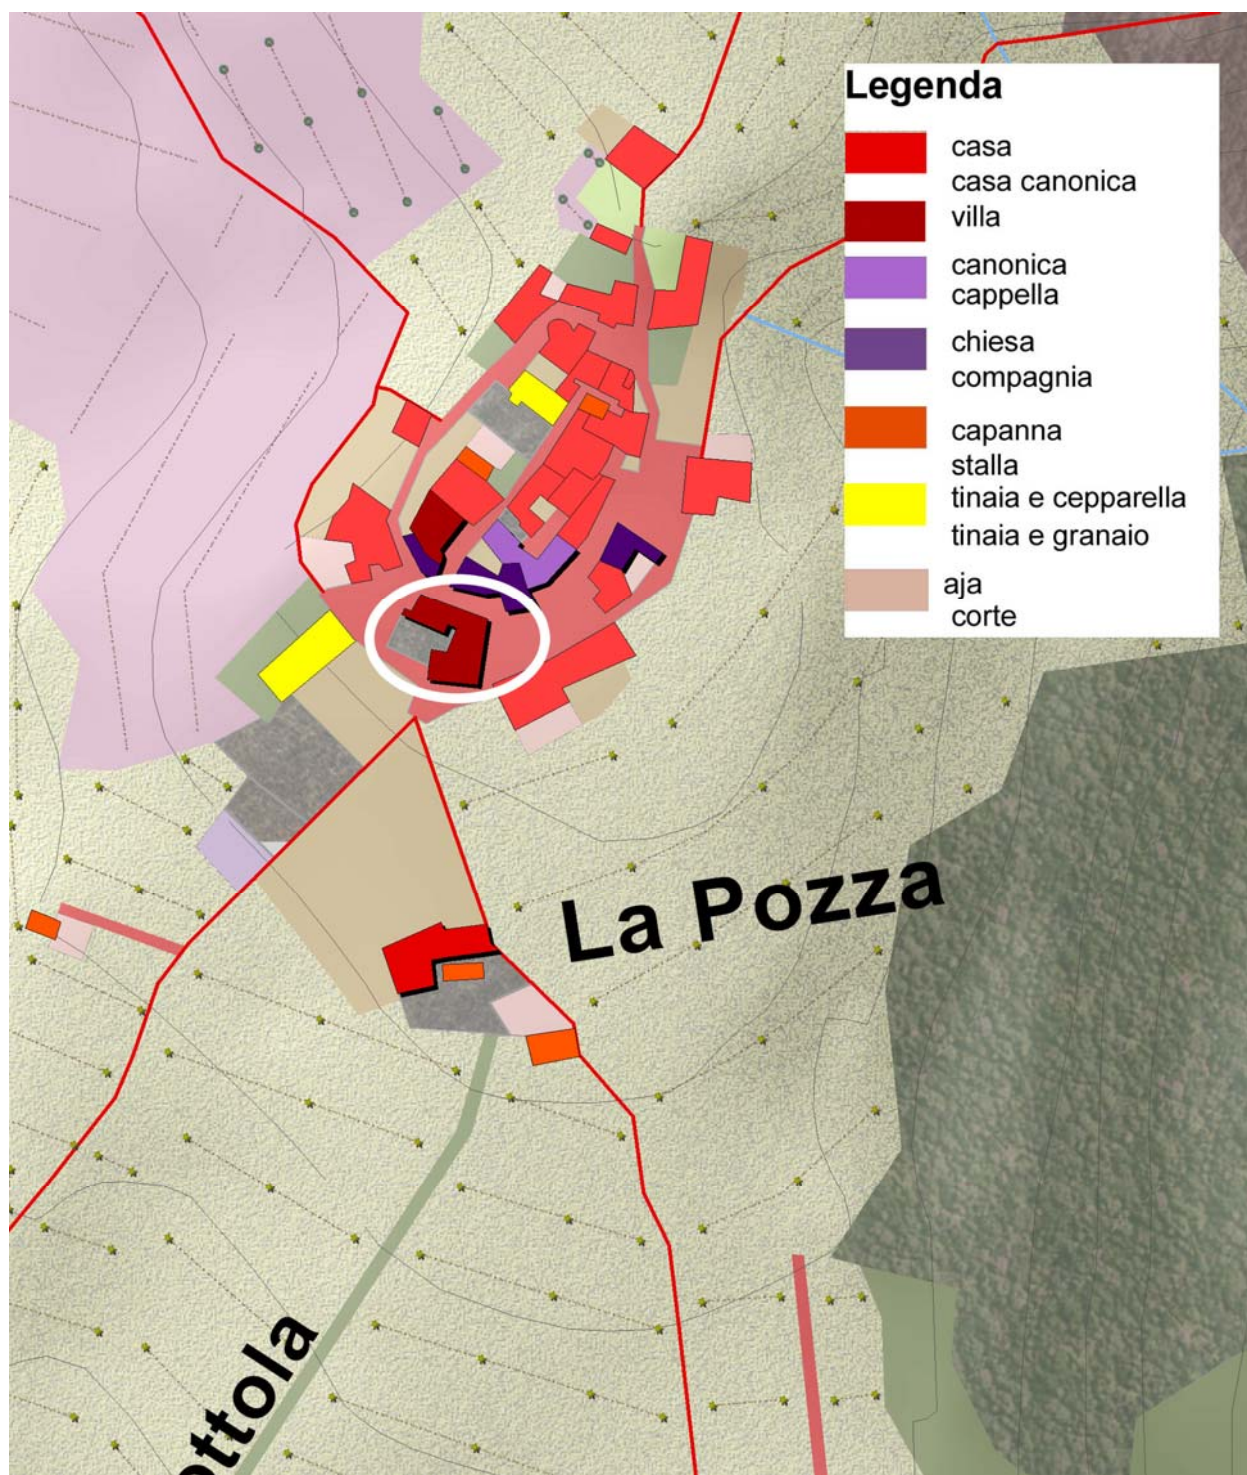 Legenda
casa
casa canonica
villa
canonica
cappella
chiesa
compagnia
capanna
stalla
tinaia e cepparella
tinaia e granaio
aja
corte
La Pozza
ottola